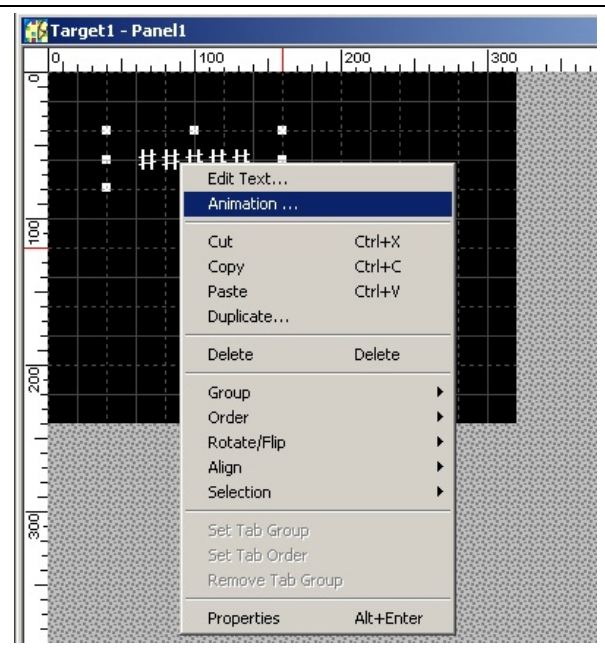 Target1 - Panel1
0 100 200 300
0
#####
Edit Text...
Animation ...
100
Cut Ctrl+X
Copy Ctrl+C
Paste Ctrl+V
Duplicate...
Delete Delete
200
Group
Order
Rotate/Flip
Align
Selection
300
Set Tab Group
Set Tab Order
Remove Tab Group
Properties Alt+Enter